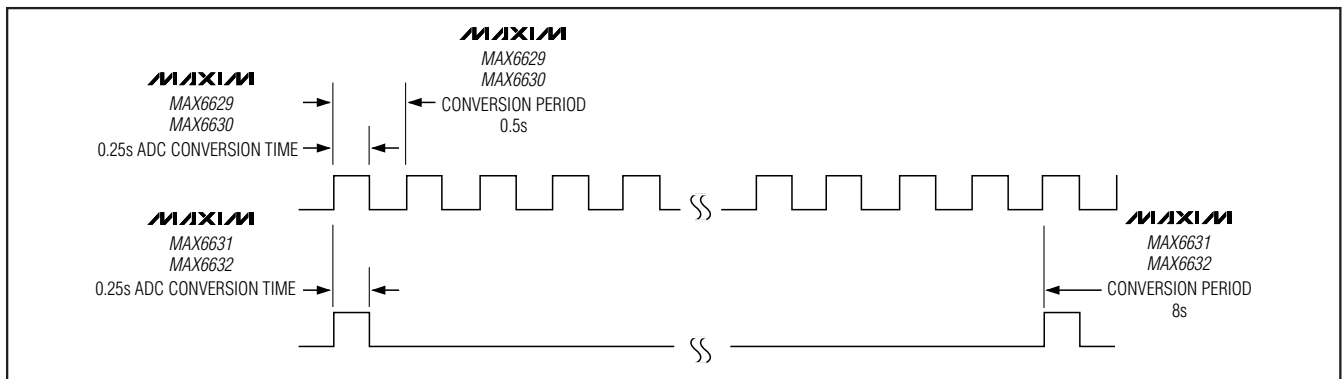 MAXIM
MAX6629
MAX6630
CONVERSION PERIOD
0.5s
MAXIM
MAX6629
MAX6630
0.25s ADC CONVERSION TIME
MAXIM
MAX6631
MAX6632
0.25s ADC CONVERSION TIME
MAXIM
MAX6631
MAX6632
CONVERSION PERIOD
8s